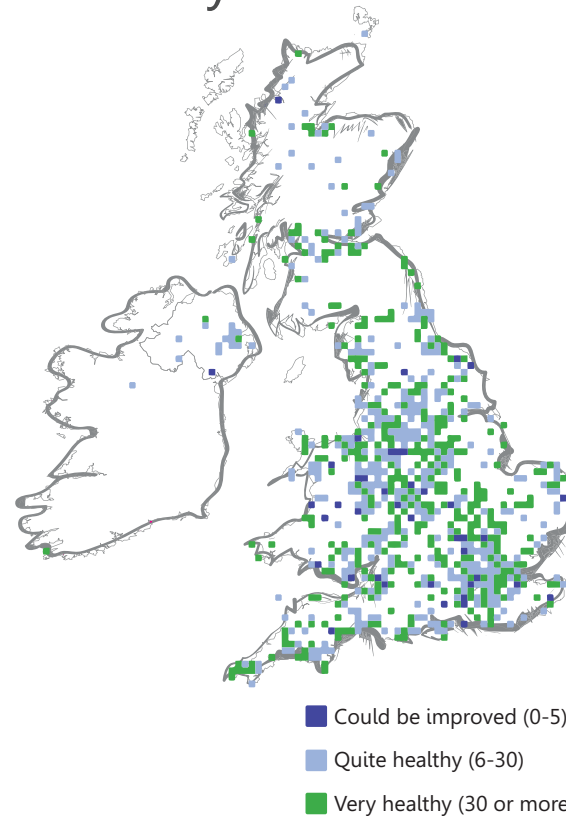 y
Could be improved (0-5)
Quite healthy (6-30)
Very healthy (30 or more